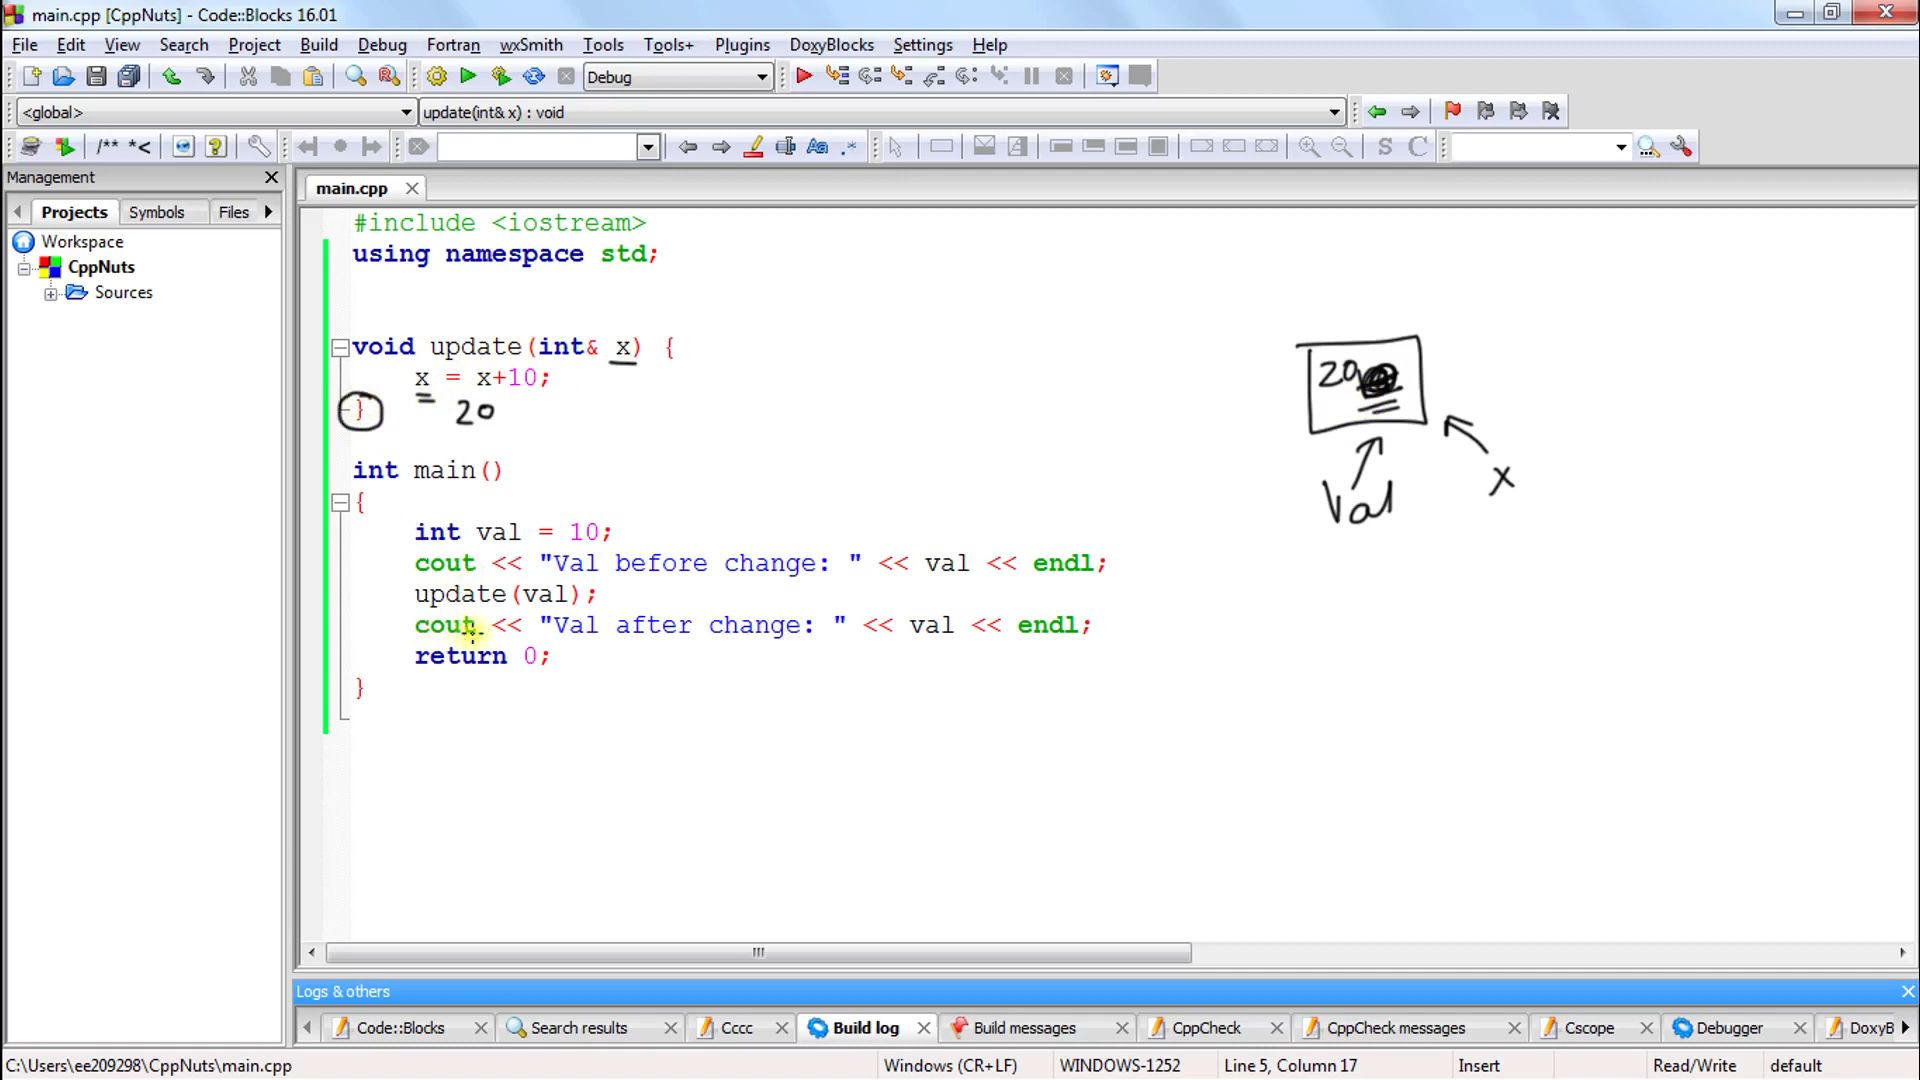 main.cpp [CppNuts] - Code::Blocks 16.01
File Edit View Search Project Build Debug Fortran wxSmith Tools Tools+ Plugins DoxyBlocks Settings Help
Debug
<global> update(int& x) : void
/** *<
S C
Management
main.cpp
Projects Symbols Files
Workspace
CppNuts
Sources
#include <iostream>
using namespace std;
void update(int& x) {
x = x+10;
}
20
int main()
{
int val = 10;
cout << "Val before change: " << val << endl;
update(val);
cout << "Val after change: " << val << endl;
return 0;
}
20
Val
x
Logs & others
Code::Blocks Search results Cccc Build log Build messages CppCheck CppCheck messages Cscope Debugger DoxyB
C:\Users\ee209298\CppNuts\main.cpp Windows (CR+LF) WINDOWS-1252 Line 5, Column 17 Insert Read/Write default